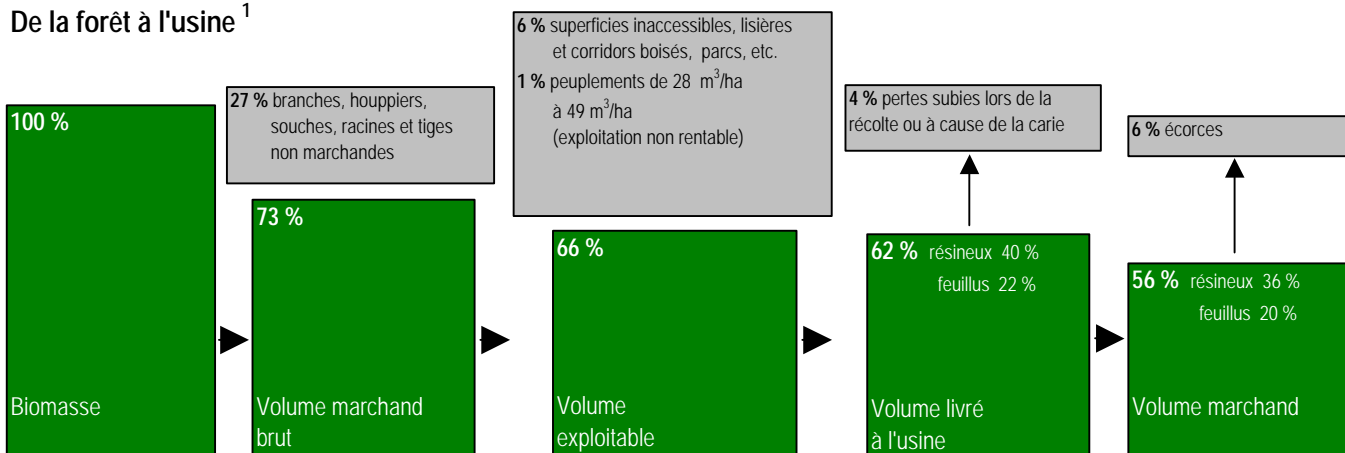 De la forêt à l'usine ¹
100 %
Biomasse
27 % branches, houppiers,
souches, racines et tiges
non marchandes
73 %
Volume marchand
brut
6 % superficies inaccessibles, lisières
et corridors boisés, parcs, etc.
1 % peuplements de 28 m³/ha
à 49 m³/ha
(exploitation non rentable)
66 %
Volume
exploitable
4 % pertes subies lors de la
récolte ou à cause de la carie
62 % résineux 40 %
feuillus 22 %
Volume livré
à l'usine
6 % écorces
56 % résineux 36 %
feuillus 20 %
Volume marchand